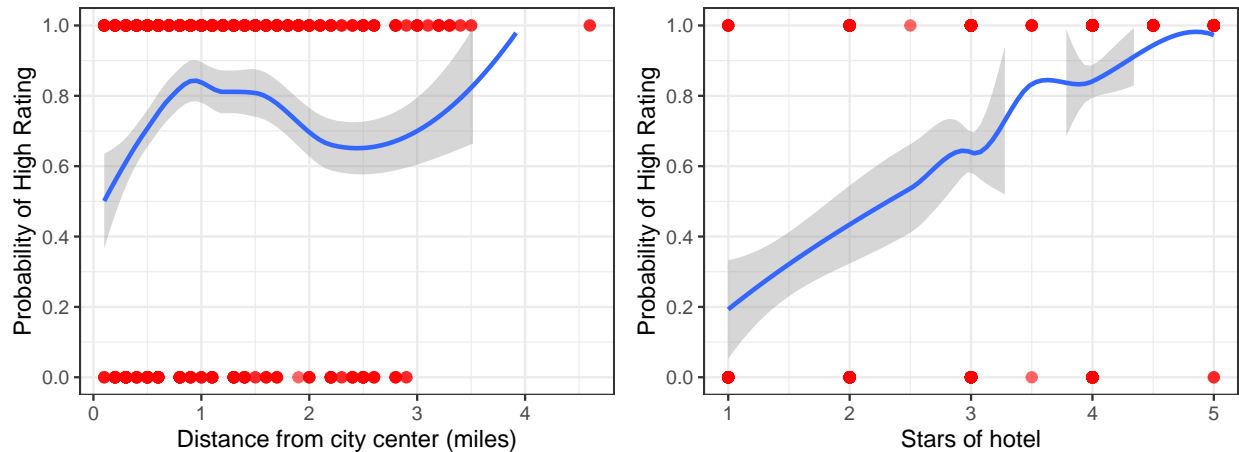 Probability of High Rating
1.0
0.8
0.6
0.4
0.2
0.0
0 1 2 3 4
Distance from city center (miles)
Probability of High Rating
1.0
0.8
0.6
0.4
0.2
0.0
1 2 3 4 5
Stars of hotel